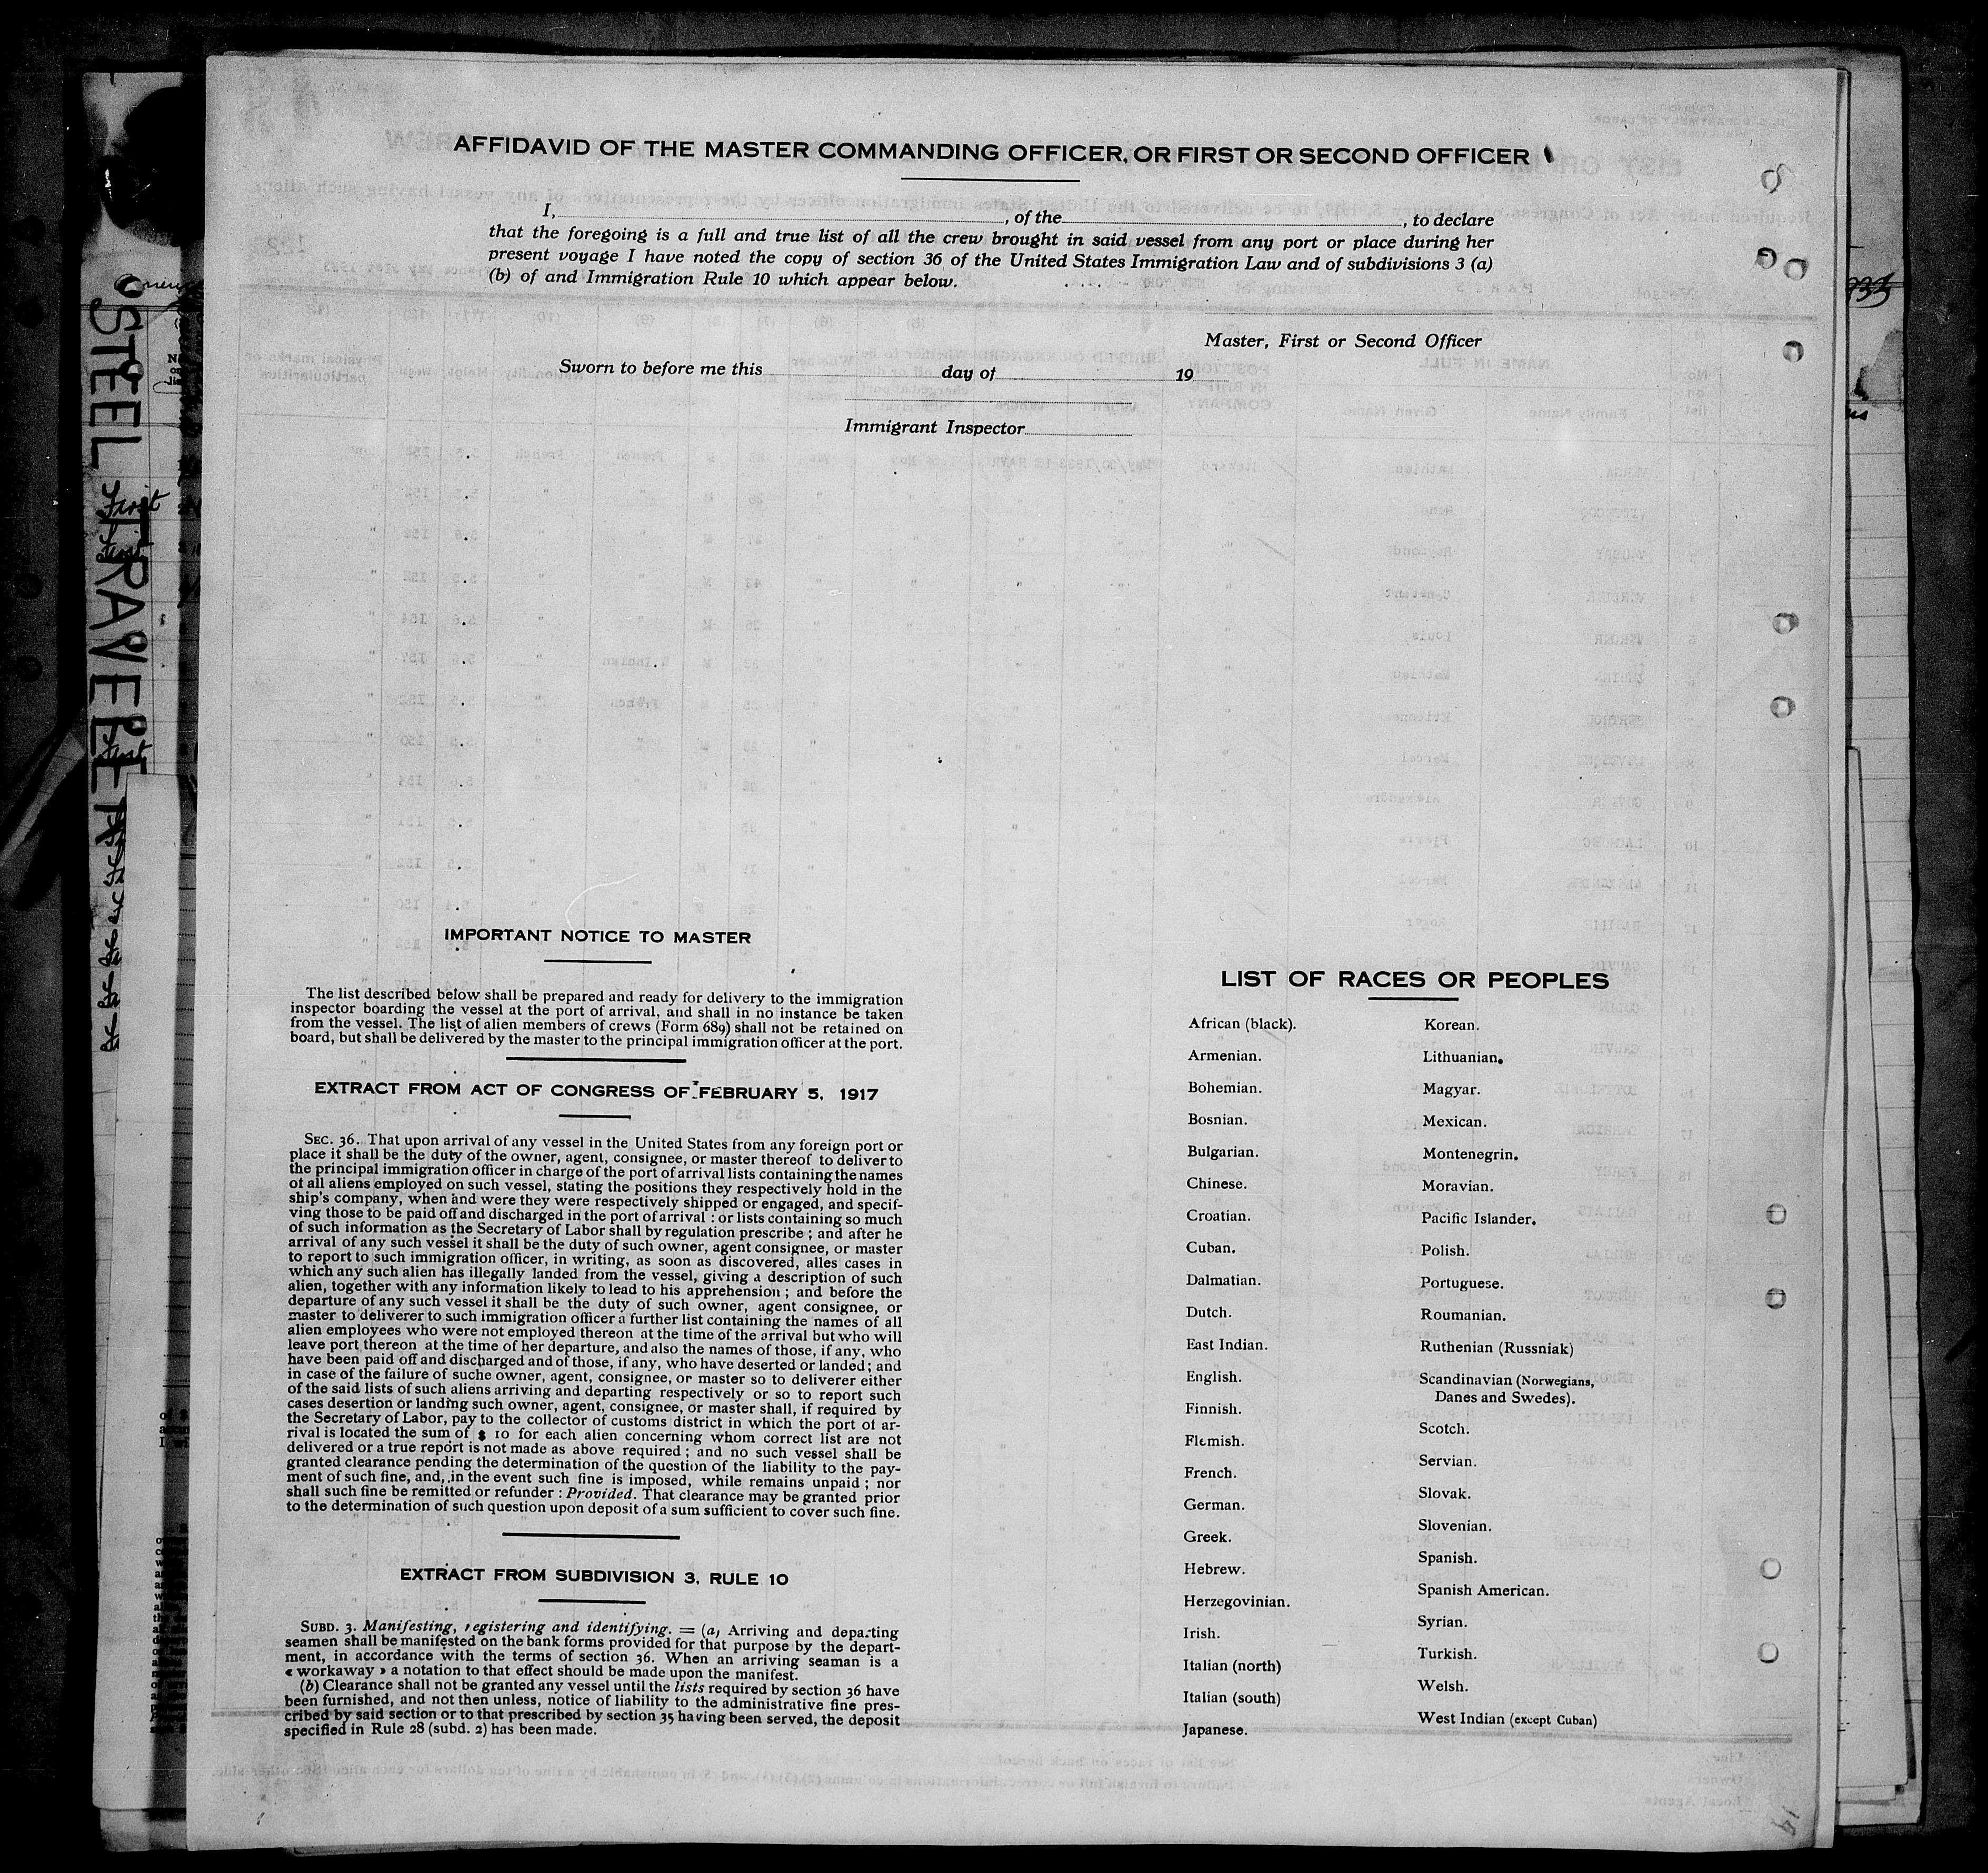 AFFIDAVID OF THE MASTER COMMANDING OFFICER, OR FIRST OR SECOND OFFICER
I, , of the , to declare
that the foregoing is a full and true list of all the crew brought in said vessel from any port or place during her
present voyage I have noted the copy of section 36 of the United States Immigration Law and of subdivisions 3 (a)
(b) of and Immigration Rule 10 which appear below.
Master, First or Second Officer
Sworn to before me this day of 19
Immigrant Inspector
STEEL TRAVELER
First
IMPORTANT NOTICE TO MASTER
The list described below shall be prepared and ready for delivery to the immigration
inspector boarding the vessel at the port of arrival, and shall in no instance be taken
from the vessel. The list of alien members of crews (Form 689) shall not be retained on
board, but shall be delivered by the master to the principal immigration officer at the port.
EXTRACT FROM ACT OF CONGRESS OF FEBRUARY 5, 1917
SEC. 36. That upon arrival of any vessel in the United States from any foreign port or
place it shall be the duty of the owner, agent, consignee, or master thereof to deliver to
the principal immigration officer in charge of the port of arrival lists containing the names
of all aliens employed on such vessel, stating the positions they respectively hold in the
ship's company, when and were they were respectively shipped or engaged, and specif-
ving those to be paid off and discharged in the port of arrival : or lists containing so much
of such information as the Secretary of Labor shall by regulation prescribe ; and after he
arrival of any such vessel it shall be the duty of such owner, agent consignee, or master
to report to such immigration officer, in writing, as soon as discovered, alles cases in
which any such alien has illegally landed from the vessel, giving a description of such
alien, together with any information likely to lead to his apprehension ; and before the
departure of any such vessel it shall be the duty of such owner, agent consignee, or
master to deliverer to such immigration officer a further list containing the names of all
alien employees who were not employed thereon at the time of the arrival but who will
leave port thereon at the time of her departure, and also the names of those, if any, who
have been paid off and discharged and of those, if any, who have deserted or landed ; and
in case of the failure of suche owner, agent, consignee, or master so to deliverer either
of the said lists of such aliens arriving and departing respectively or so to report such
cases desertion or landing such owner, agent, consignee, or master shall, if required by
the Secretary of Labor, pay to the collector of customs district in which the port of ar-
rival is located the sum of $ 10 for each alien concerning whom correct list are not
delivered or a true report is not made as above required ; and no such vessel shall be
granted clearance pending the determination of the question of the liability to the pay-
ment of such fine, and, in the event such fine is imposed, while remains unpaid ; nor
shall such fine be remitted or refunder : Provided. That clearance may be granted prior
to the determination of such question upon deposit of a sum sufficient to cover such fine.
EXTRACT FROM SUBDIVISION 3, RULE 10
SUBD. 3. Manifesting, registering and identifying. = (a) Arriving and departing
seamen shall be manifested on the bank forms provided for that purpose by the depart-
ment, in accordance with the terms of section 36. When an arriving seaman is a
« workaway » a notation to that effect should be made upon the manifest.
(b) Clearance shall not be granted any vessel until the lists required by section 36 have
been furnished, and not then unless, notice of liability to the administrative fine pres-
cribed by said section or to that prescribed by section 35 having been served, the deposit
specified in Rule 28 (subd. 2) has been made.
LIST OF RACES OR PEOPLES
African (black).
Armenian.
Bohemian.
Bosnian.
Bulgarian.
Chinese.
Croatian.
Cuban.
Dalmatian.
Dutch.
East Indian.
English.
Finnish.
Flemish.
French.
German.
Greek.
Hebrew.
Herzegovinian.
Irish.
Italian (north)
Italian (south)
Japanese.
Korean.
Lithuanian.
Magyar.
Mexican.
Montenegrin.
Moravian.
Pacific Islander.
Polish.
Portuguese.
Roumanian.
Ruthenian (Russniak)
Scandinavian (Norwegians,
Danes and Swedes).
Scotch.
Servian.
Slovak.
Slovenian.
Spanish.
Spanish American.
Syrian.
Turkish.
Welsh.
West Indian (except Cuban)